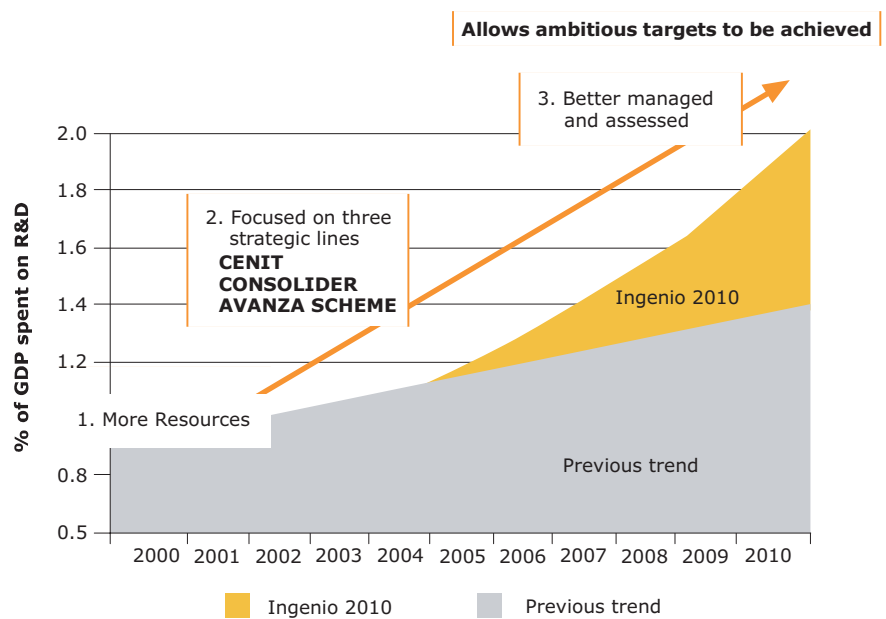 Allows ambitious targets to be achieved
3. Better managed
and assessed
2. Focused on three
strategic lines
CENIT
CONSOLIDER
AVANZA SCHEME
1. More Resources
% of GDP spent on R&D
2.0
1.8
1.6
1.4
1.2
0.8
0.5
Ingenio 2010
Previous trend
2000 2001 2002 2003 2004 2005 2006 2007 2008 2009 2010
Ingenio 2010 Previous trend